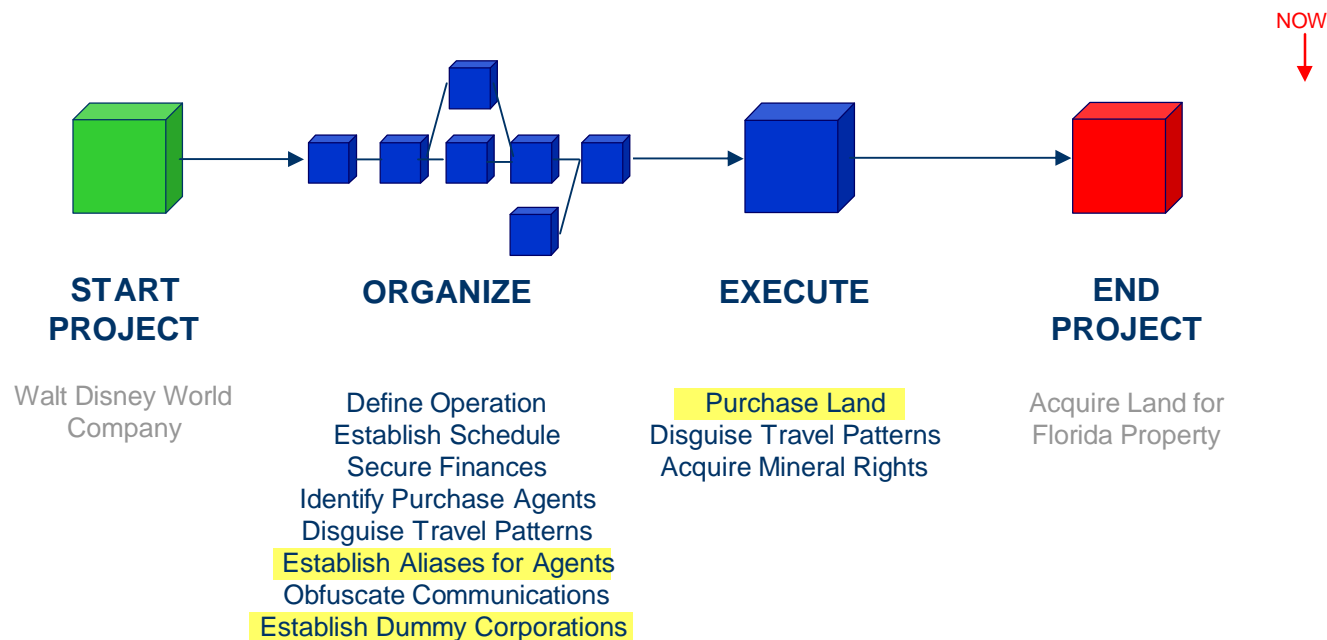 NOW
START
PROJECT
ORGANIZE
EXECUTE
END
PROJECT
Walt Disney World
Company
Define Operation
Establish Schedule
Secure Finances
Identify Purchase Agents
Disguise Travel Patterns
Establish Aliases for Agents
Obfuscate Communications
Establish Dummy Corporations
Purchase Land
Disguise Travel Patterns
Acquire Mineral Rights
Acquire Land for
Florida Property